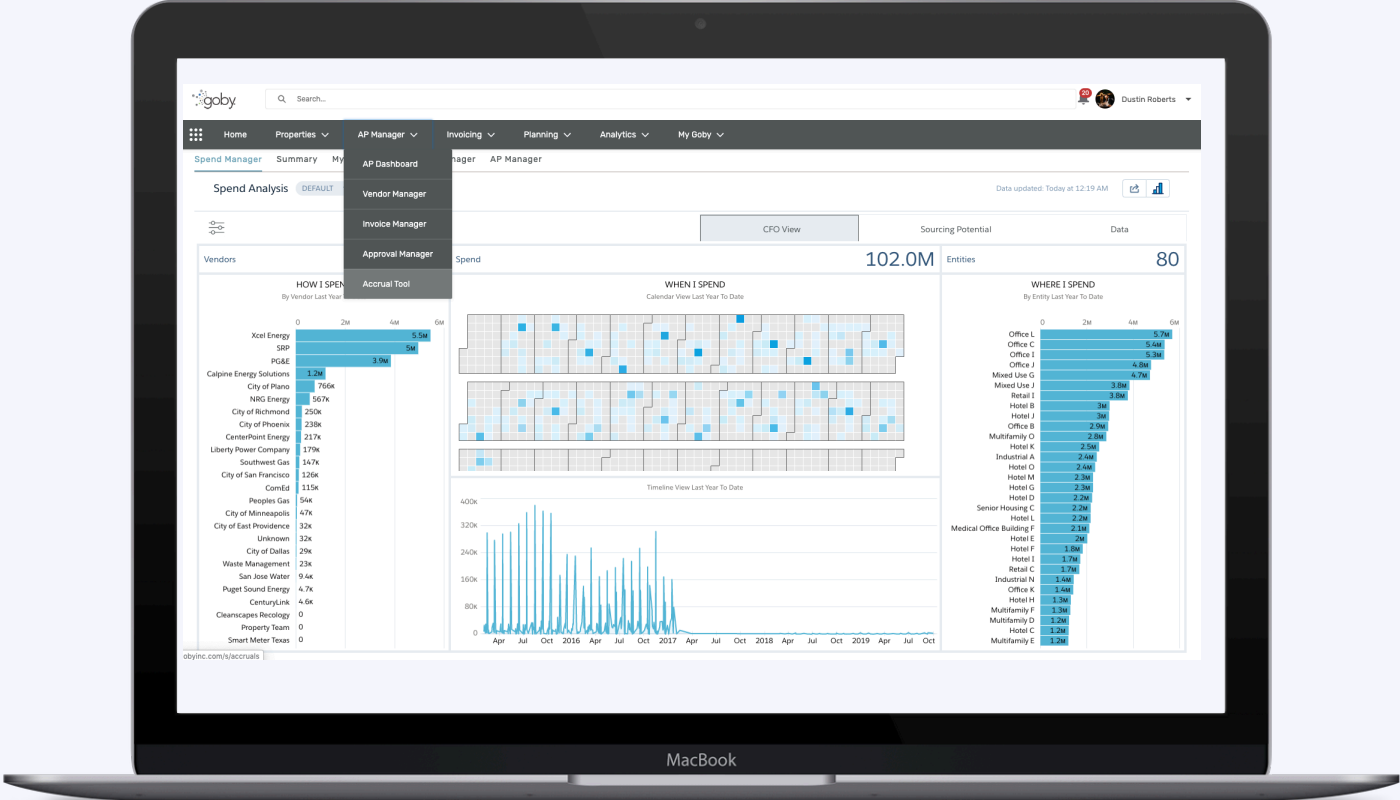 goby.
Search...
20
Dustin Roberts
Home
Properties
AP Manager
Invoicing
Planning
Analytics
My Goby
Spend Manager
Summary
My
AP Manager
AP Dashboard
Vendor Manager
Invoice Manager
Approval Manager
Accrual Tool
Spend Analysis
DEFAULT
Data updated: Today at 12:19 AM
CFO View
Sourcing Potential
Data
Vendors
Spend
102.0M
Entities
80
HOW I SPEN
By Vendor Last Year
0 2M 4M 6M
Xcel Energy 5.5M
SRP 5M
PG&E 3.9M
Calpine Energy Solutions 1.2M
City of Plano 766K
NRG Energy 567K
City of Richmond 250K
City of Phoenix 238K
CenterPoint Energy 217K
Liberty Power Company 179K
Southwest Gas 147K
City of San Francisco 126K
ComEd 115K
Peoples Gas 54K
City of Minneapolis 47K
City of East Providence 32K
Unknown 32K
City of Dallas 29K
Waste Management 23K
San Jose Water 9.4K
Puget Sound Energy 4.7K
CenturyLink 4.6K
Cleanscapes Recology 0
Property Team 0
Smart Meter Texas 0
WHEN I SPEND
Calendar View Last Year To Date
Timeline View Last Year To Date
400K
320K
240K
160K
80K
0
Apr Jul Oct 2016 Apr Jul Oct 2017 Apr Jul Oct 2018 Apr Jul Oct 2019 Apr Jul Oct
WHERE I SPEND
By Entity Last Year To Date
0 2M 4M 6M
Office L 5.7M
Office C 5.4M
Office I 5.3M
Office J 4.8M
Mixed Use G 4.7M
Mixed Use J 3.8M
Retail I 3.8M
Hotel B 3M
Hotel J 3M
Office B 2.9M
Multifamily O 2.8M
Hotel K 2.5M
Industrial A 2.4M
Hotel O 2.4M
Hotel M 2.3M
Hotel G 2.3M
Hotel D 2.2M
Senior Housing C 2.2M
Hotel L 2.2M
Medical Office Building F 2.1M
Hotel E 2M
Hotel F 1.8M
Hotel I 1.7M
Retail C 1.7M
Industrial N 1.4M
Office K 1.4M
Hotel H 1.3M
Multifamily F 1.3M
Multifamily D 1.2M
Hotel C 1.2M
Multifamily E 1.2M
obyinc.com/s/accruals
MacBook